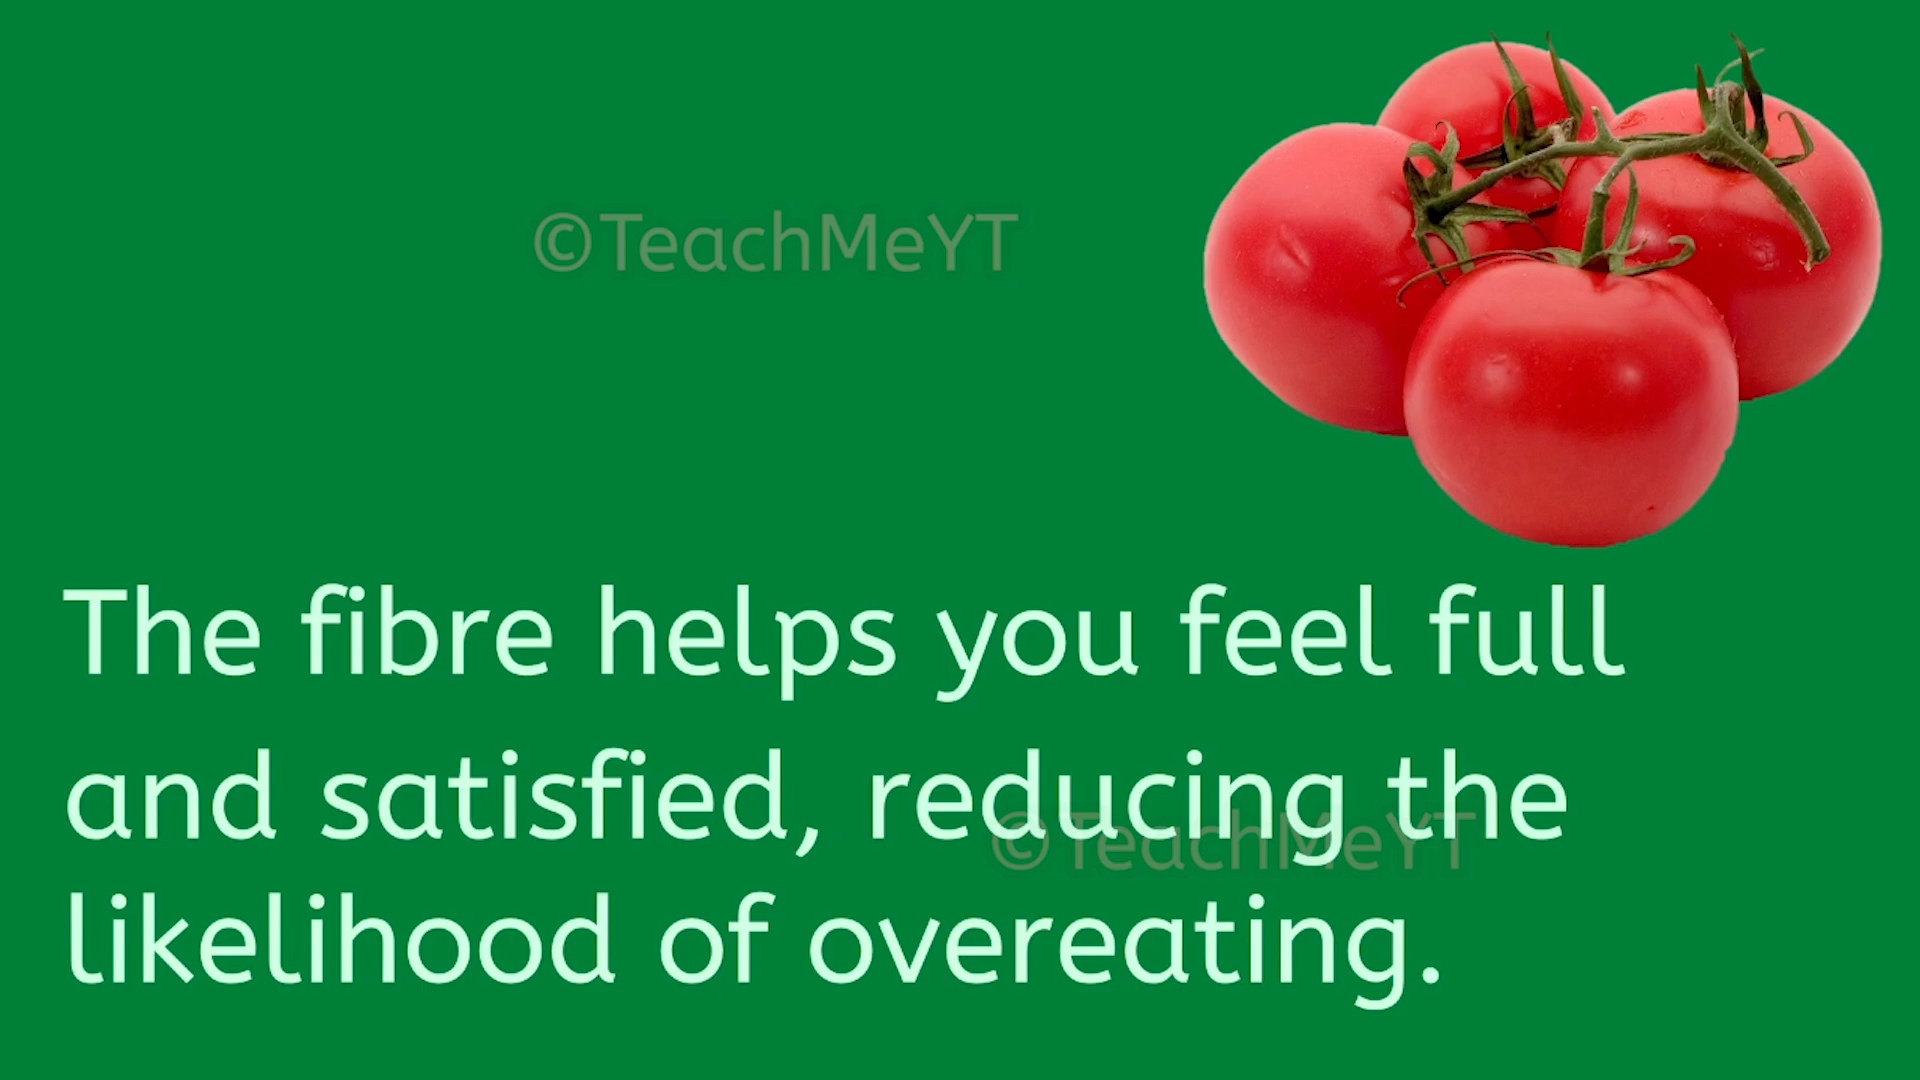 ©TeachMeYT
The fibre helps you feel full
and satisfied, reducing the
©TeachMeYT
likelihood of overeating.